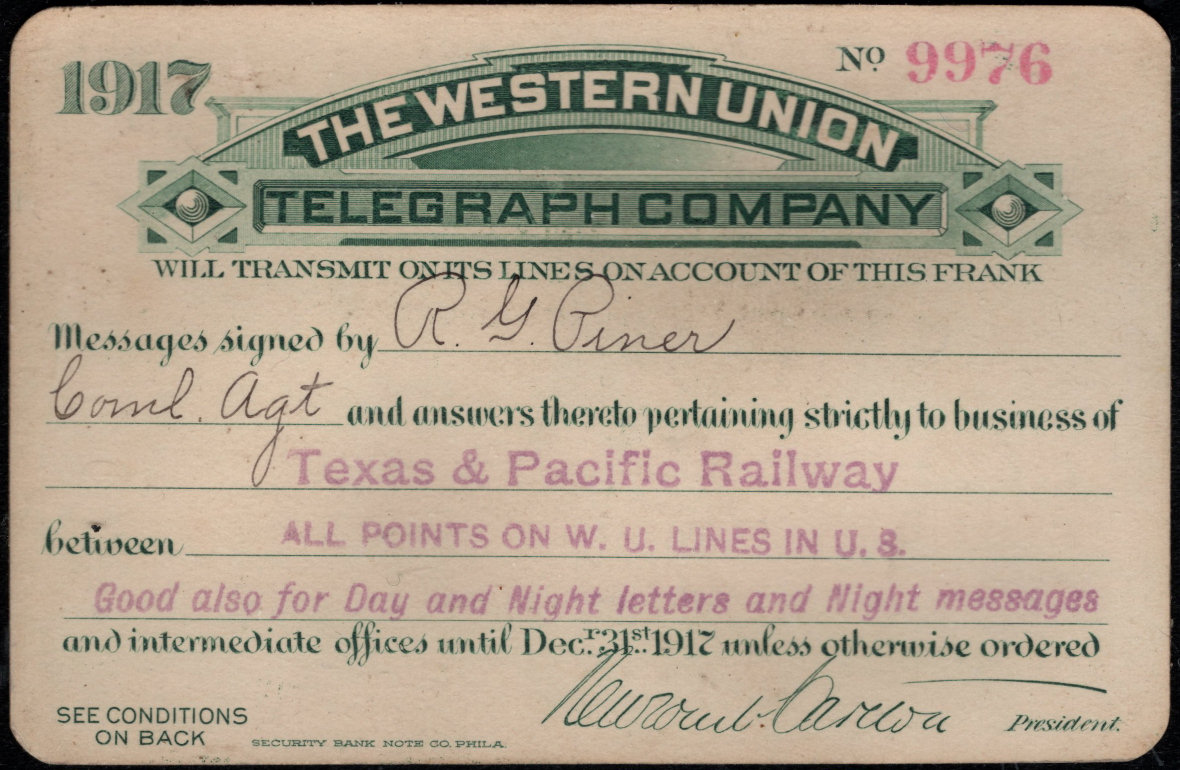 1917
No 9976
THE WESTERN UNION
TELEGRAPH COMPANY
WILL TRANSMIT ON ITS LINES ON ACCOUNT OF THIS FRANK
Messages signed by R. G. Piner
Coml. Agt and answers thereto pertaining strictly to business of
Texas & Pacific Railway
between ALL POINTS ON W. U. LINES IN U. S.
Good also for Day and Night letters and Night messages
and intermediate offices until Decr. 31st. 1917 unless otherwise ordered
Newcomb Carlton President.
SEE CONDITIONS
ON BACK
SECURITY BANK NOTE CO. PHILA.